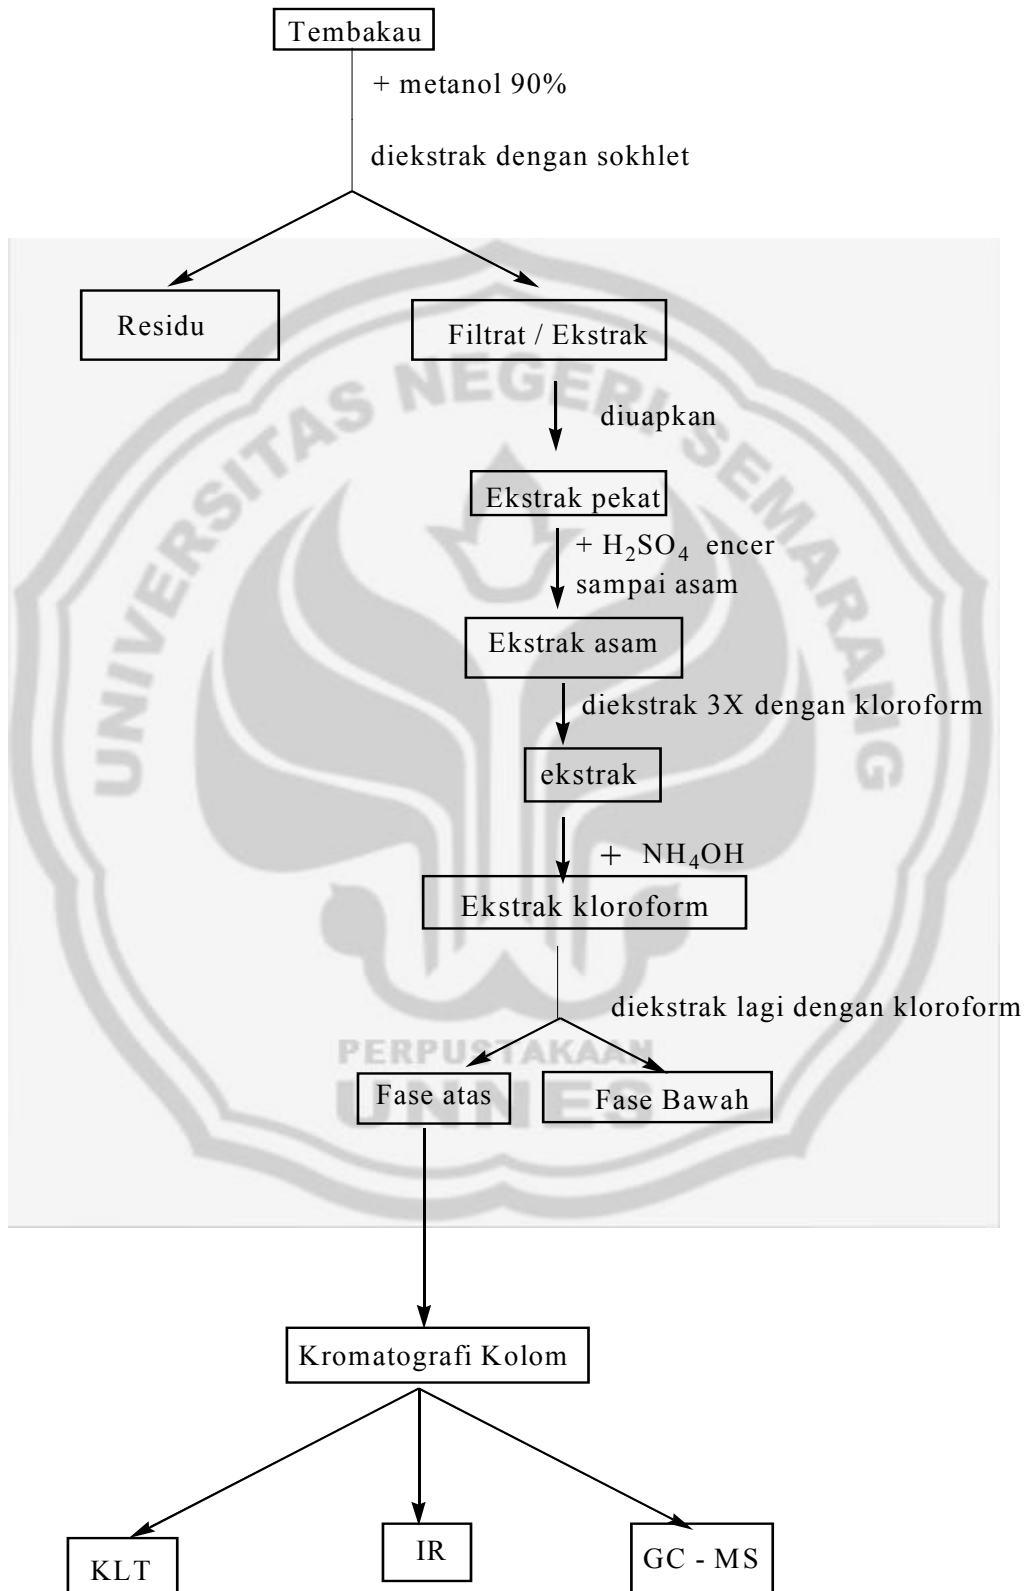 Tembakau
+ metanol 90%
diekstrak dengan sokhlet
Residu
Filtrat / Ekstrak
UNIVERSITAS NEGERI SEMARANG
diuapkan
Ekstrak pekat
+ H₂SO₄ encer
sampai asam
Ekstrak asam
diekstrak 3X dengan kloroform
ekstrak
+ NH₄OH
Ekstrak kloroform
diekstrak lagi dengan kloroform
PERPUSTAKAAN
UNNES
Fase atas
Fase Bawah
Kromatografi Kolom
KLT
IR
GC - MS